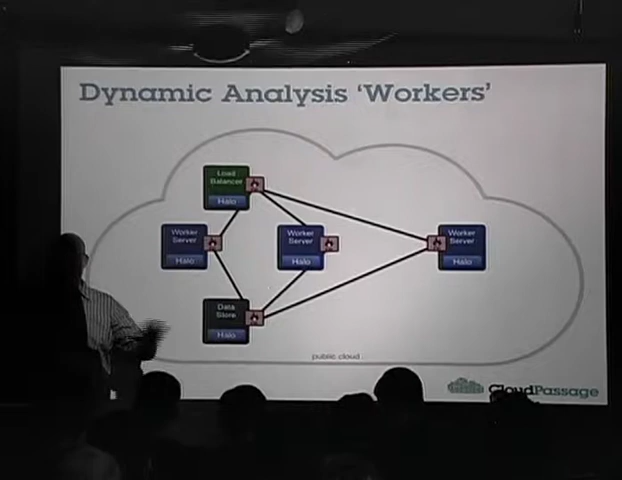 Dynamic Analysis 'Workers'
Load
Balancer
Halo
Worker
Server
Halo
Worker
Server
Halo
Worker
Server
Halo
Data
Store
Halo
public cloud
CloudPassage